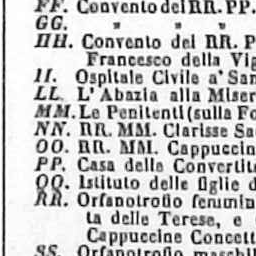 FF. Convento dei RR. PP.
GG. „ „ „
HH. Convento dei RR. P
Francesco della Vig
II. Ospitale Civile a' San
LL. L' Abazia alla Miser
MM. Le Penitenti (sulla Fo
NN. RR. MM. Clarisse Sa
OO. RR. MM. Cappuccin
PP. Casa delle Convertit
QQ. Istituto delle figlie d
RR. Orfanotrofio femmin
ta delle Terese, e
Cappuccine Concett
SS. Orfanotrofio maschil